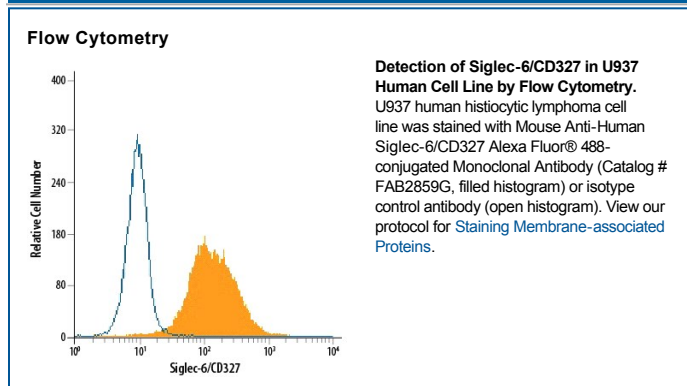 Flow Cytometry
Relative Cell Number
400
320
240
180
80
0
10⁰
10¹
10²
10³
10⁴
Siglec-6/CD327
Detection of Siglec-6/CD327 in U937
Human Cell Line by Flow Cytometry.
U937 human histiocytic lymphoma cell
line was stained with Mouse Anti-Human
Siglec-6/CD327 Alexa Fluor® 488-
conjugated Monoclonal Antibody (Catalog #
FAB2859G, filled histogram) or isotype
control antibody (open histogram). View our
protocol for Staining Membrane-associated
Proteins.